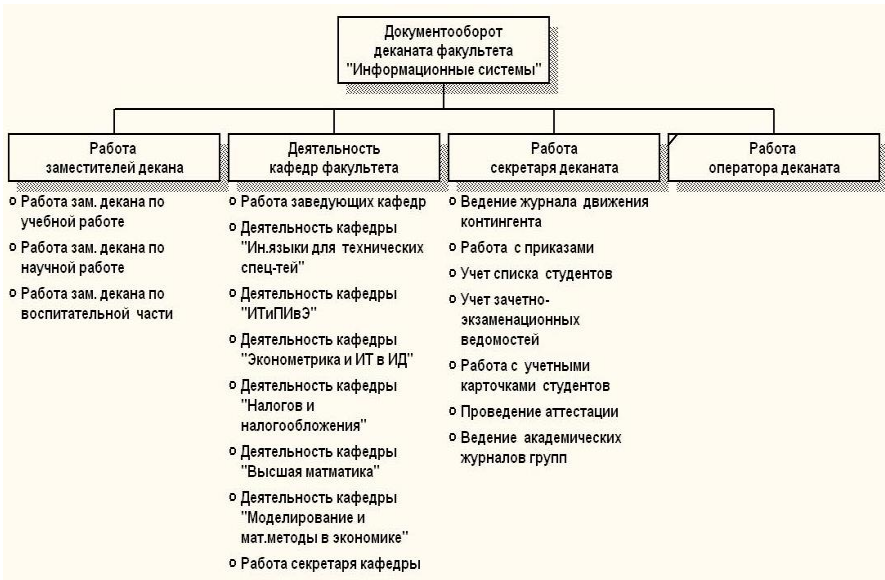 Документооборот
деканата факультета
"Информационные системы"
Работа
заместителей декана
Работа зам. декана по
учебной работе
Работа зам. декана по
научной работе
Работа зам. декана по
воспитательной части
Деятельность
кафедр факультета
Работа заведующих кафедр
Деятельность кафедры
"Ин.языки для технических
спец-тей"
Деятельность кафедры
"ИТиПИвЭ"
Деятельность кафедры
"Эконометрика и ИТ в ИД"
Деятельность кафедры
"Налогов и
налогообложения"
Деятельность кафедры
"Высшая матматика"
Деятельность кафедры
"Моделирование и
мат.методы в экономике"
Работа секретаря кафедры
Работа
секретаря деканата
Ведение журнала движения
контингента
Работа с приказами
Учет списка студентов
Учет зачетно-
экзаменационных
ведомостей
Работа с учетными
карточками студентов
Проведение аттестации
Ведение академических
журналов групп
Работа
оператора деканата